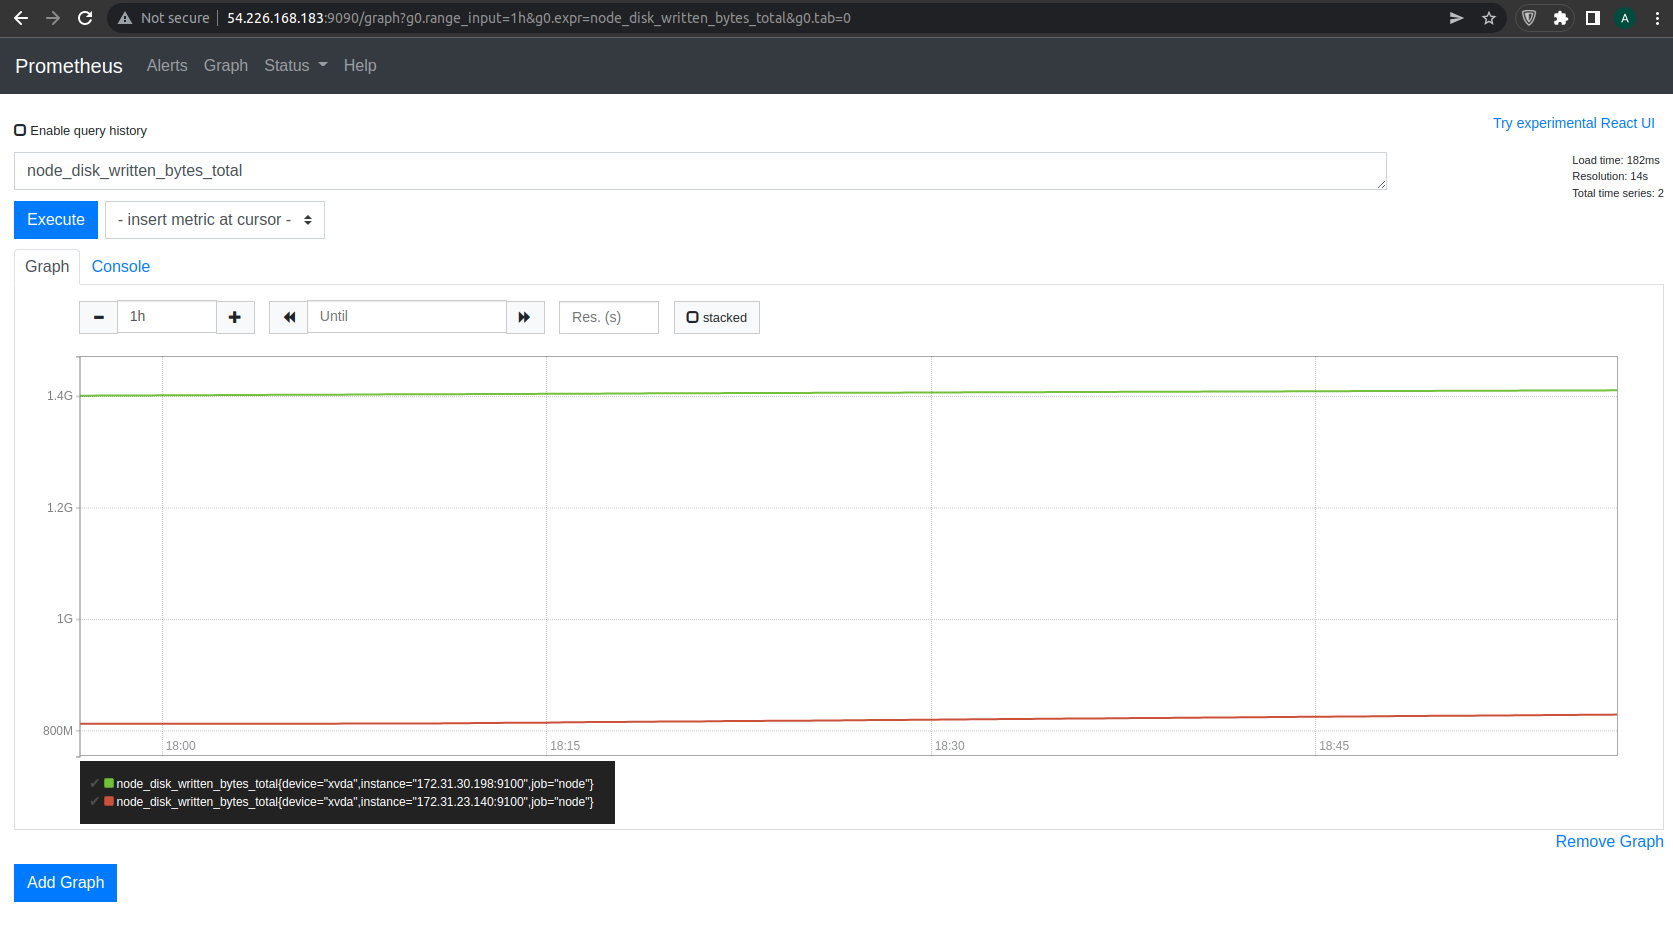 Not secure | 54.226.168.183:9090/graph?g0.range_input=1h&g0.expr=node_disk_written_bytes_total&g0.tab=0
A
Prometheus Alerts Graph Status Help
Enable query history
Try experimental React UI
node_disk_written_bytes_total
Load time: 182ms
Resolution: 14s
Total time series: 2
Execute - insert metric at cursor -
Graph Console
1h Until Res. (s) stacked
1.4G
1.2G
1G
800M
18:00 18:15 18:30 18:45
✔ node_disk_written_bytes_total{device="xvda",instance="172.31.30.198:9100",job="node"}
✔ node_disk_written_bytes_total{device="xvda",instance="172.31.23.140:9100",job="node"}
Remove Graph
Add Graph